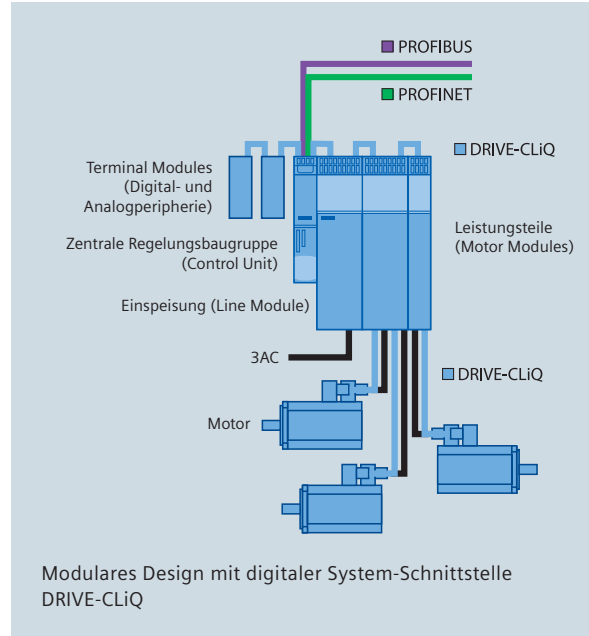 PROFIBUS
PROFINET
DRIVE-CLiQ
Terminal Modules
(Digital- und
Analogperipherie)
Leistungsteile
(Motor Modules)
Zentrale Regelungsbaugruppe
(Control Unit)
Einspeisung (Line Module)
3AC
DRIVE-CLiQ
Motor
Modulares Design mit digitaler System-Schnittstelle
DRIVE-CLiQ